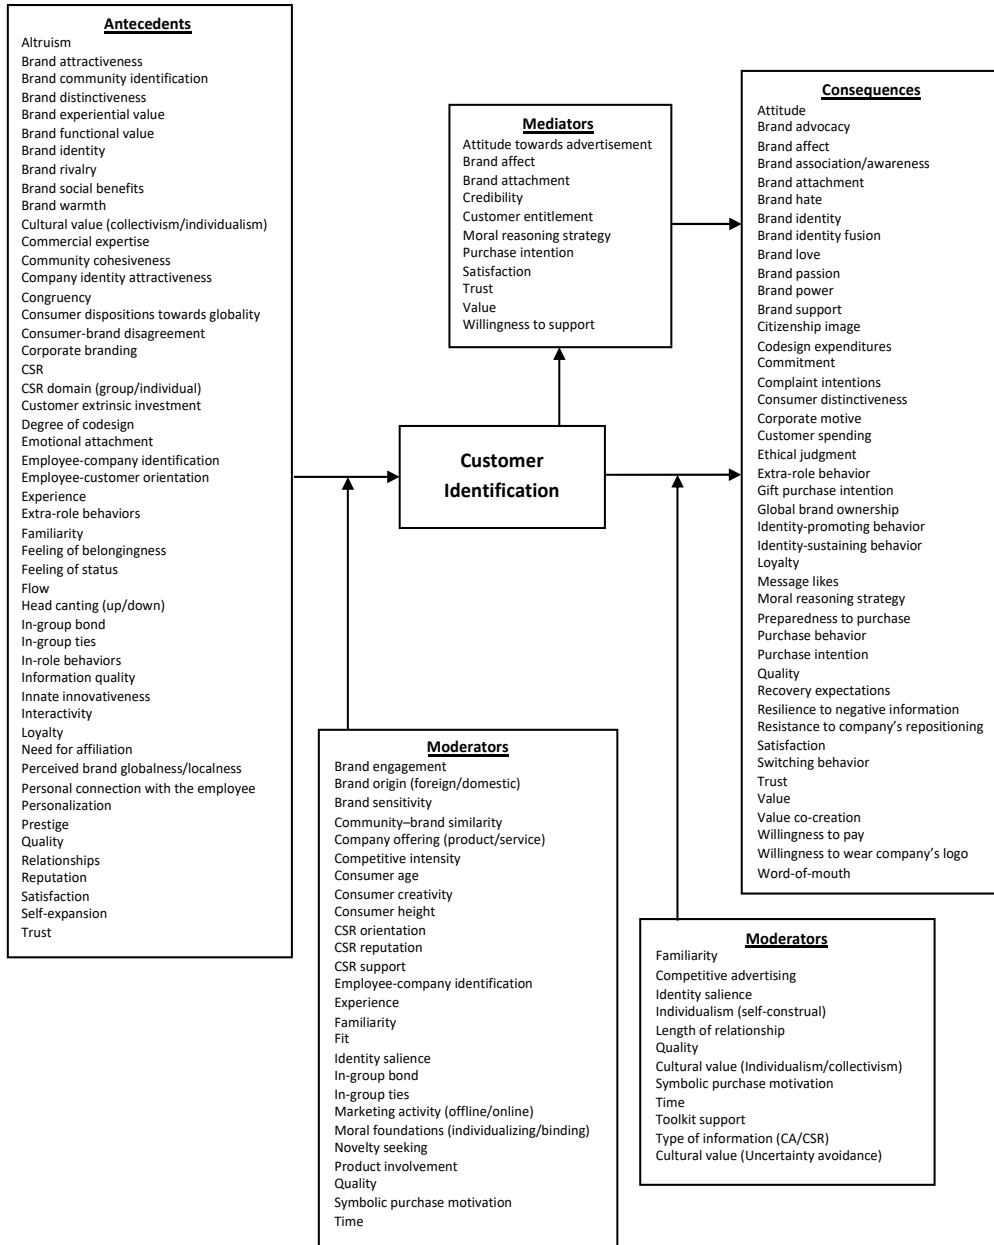 Antecedents
Altruism
Brand attractiveness
Brand community identification
Brand distinctiveness
Brand experiential value
Brand functional value
Brand identity
Brand rivalry
Brand social benefits
Brand warmth
Cultural value (collectivism/individualism)
Commercial expertise
Community cohesiveness
Company identity attractiveness
Congruency
Consumer dispositions towards globality
Consumer-brand disagreement
Corporate branding
CSR
CSR domain (group/individual)
Customer extrinsic investment
Degree of codesign
Emotional attachment
Employee-company identification
Employee-customer orientation
Experience
Extra-role behaviors
Familiarity
Feeling of belongingness
Feeling of status
Flow
Head canting (up/down)
In-group bond
In-group ties
In-role behaviors
Information quality
Innate innovativeness
Interactivity
Loyalty
Need for affiliation
Perceived brand globalness/localness
Personal connection with the employee
Personalization
Prestige
Quality
Relationships
Reputation
Satisfaction
Self-expansion
Trust
Mediators
Attitude towards advertisement
Brand affect
Brand attachment
Credibility
Customer entitlement
Moral reasoning strategy
Purchase intention
Satisfaction
Trust
Value
Willingness to support
Customer
Identification
Moderators
Brand engagement
Brand origin (foreign/domestic)
Brand sensitivity
Community–brand similarity
Company offering (product/service)
Competitive intensity
Consumer age
Consumer creativity
Consumer height
CSR orientation
CSR reputation
CSR support
Employee-company identification
Experience
Familiarity
Fit
Identity salience
In-group bond
In-group ties
Marketing activity (offline/online)
Moral foundations (individualizing/binding)
Novelty seeking
Product involvement
Quality
Symbolic purchase motivation
Time
Consequences
Attitude
Brand advocacy
Brand affect
Brand association/awareness
Brand attachment
Brand hate
Brand identity
Brand identity fusion
Brand love
Brand passion
Brand power
Brand support
Citizenship image
Codesign expenditures
Commitment
Complaint intentions
Consumer distinctiveness
Corporate motive
Customer spending
Ethical judgment
Extra-role behavior
Gift purchase intention
Global brand ownership
Identity-promoting behavior
Identity-sustaining behavior
Loyalty
Message likes
Moral reasoning strategy
Preparedness to purchase
Purchase behavior
Purchase intention
Quality
Recovery expectations
Resilience to negative information
Resistance to company’s repositioning
Satisfaction
Switching behavior
Trust
Value
Value co-creation
Willingness to pay
Willingness to wear company’s logo
Word-of-mouth
Moderators
Familiarity
Competitive advertising
Identity salience
Individualism (self-construal)
Length of relationship
Quality
Cultural value (Individualism/collectivism)
Symbolic purchase motivation
Time
Toolkit support
Type of information (CA/CSR)
Cultural value (Uncertainty avoidance)